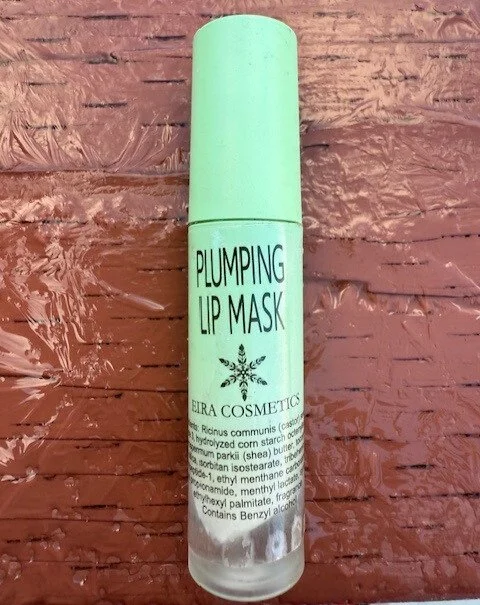 PLUMPING
LIP MASK
EIRA COSMETICS
Ricinus communis (castor
hydrolyzed corn starch
parkii (shea) butter,
sorbitan isostearate,
ethyl menthane
menthyl lactate,
ethylhexyl palmitate,
Contains Benzyl alcohol